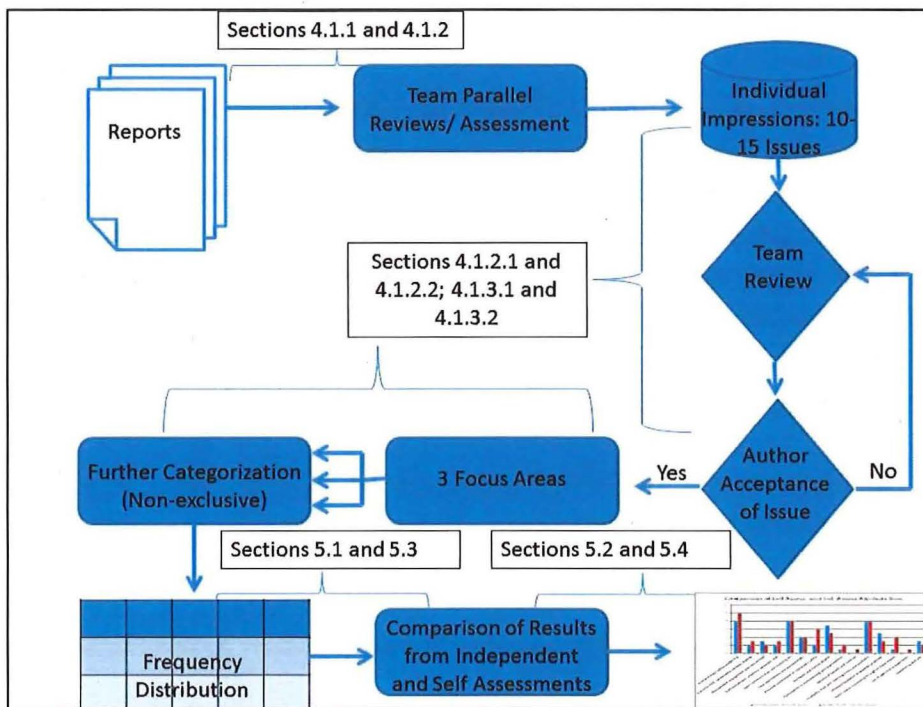 Sections 4.1.1 and 4.1.2
Reports
Team Parallel
Reviews/ Assessment
Individual
Impressions: 10-
15 Issues
Team
Review
Sections 4.1.2.1 and
4.1.2.2; 4.1.3.1 and
4.1.3.2
Author
Acceptance
of Issue
No
Yes
3 Focus Areas
Further Categorization
(Non-exclusive)
Sections 5.1 and 5.3
Sections 5.2 and 5.4
Frequency
Distribution
Comparison of Results
from Independent
and Self Assessments